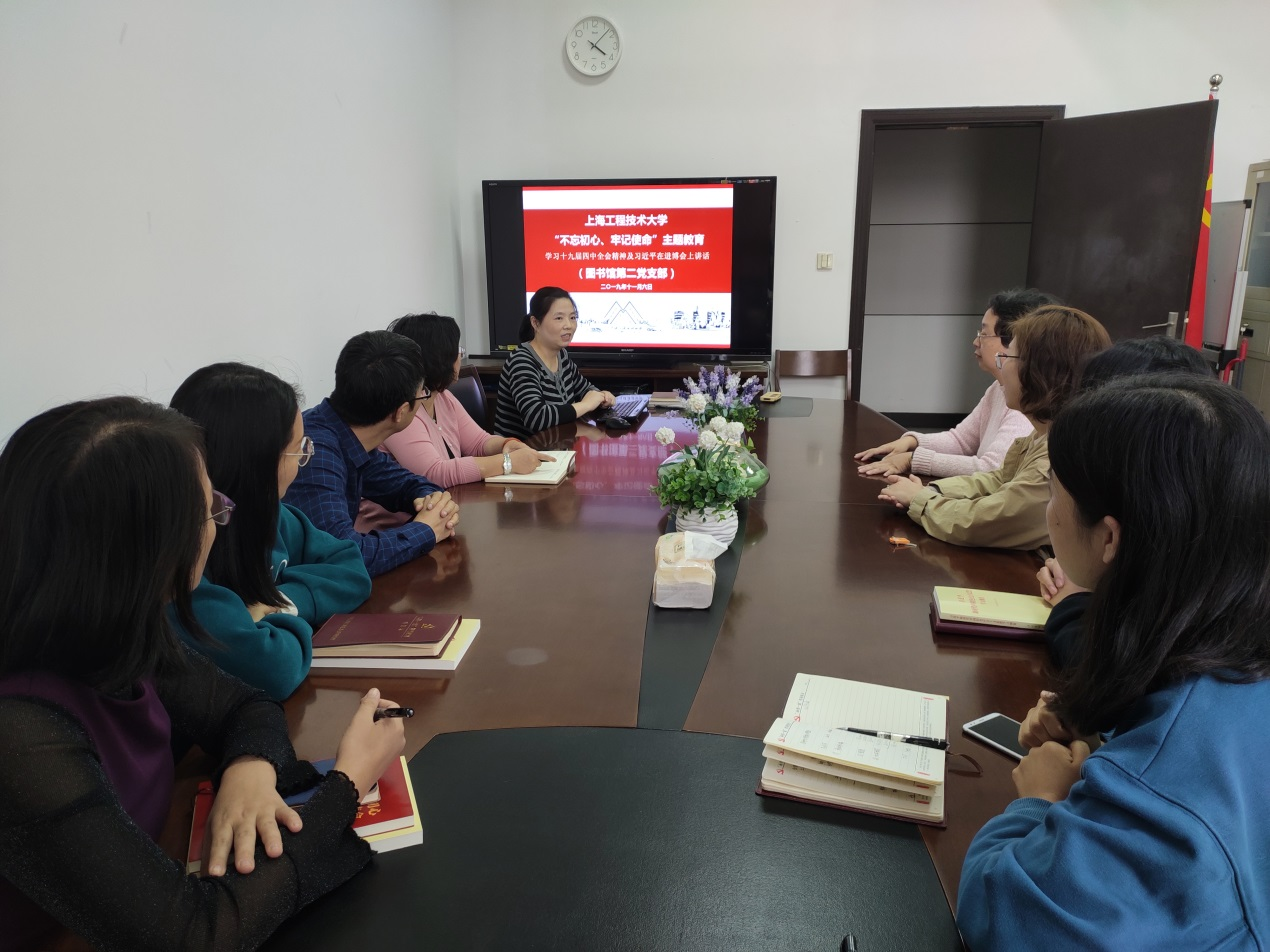 上海工程技术大学
“不忘初心、牢记使命”主题教育
学习十九届四中全会精神及习近平在进博会上讲话
（图书馆第二党支部）
二〇一九年十一月六日